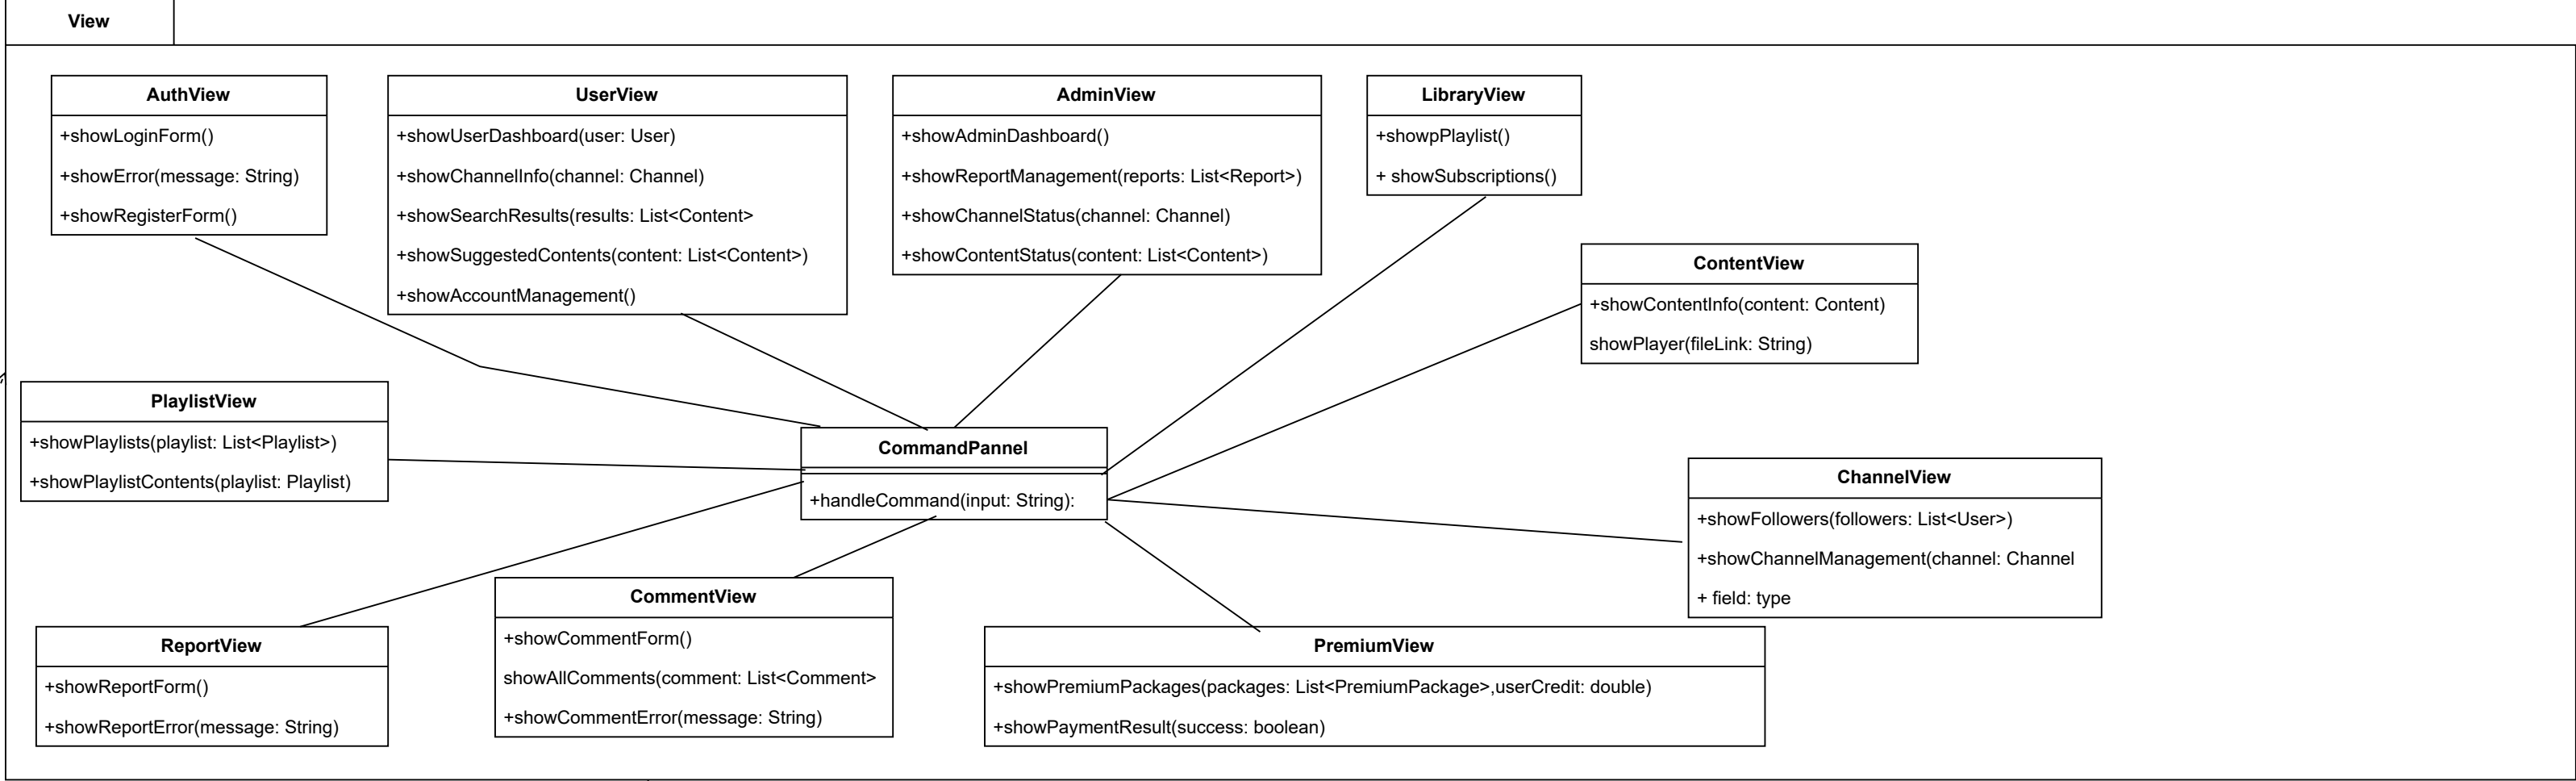 View
AuthView
+showLoginForm()
+showError(message: String)
+showRegisterForm()
UserView
+showUserDashboard(user: User)
+showChannelInfo(channel: Channel)
+showSearchResults(results: List<Content>
+showSuggestedContents(content: List<Content>)
+showAccountManagement()
AdminView
+showAdminDashboard()
+showReportManagement(reports: List<Report>)
+showChannelStatus(channel: Channel)
+showContentStatus(content: List<Content>)
LibraryView
+showpPlaylist()
+ showSubscriptions()
ContentView
+showContentInfo(content: Content)
showPlayer(fileLink: String)
PlaylistView
+showPlaylists(playlist: List<Playlist>)
+showPlaylistContents(playlist: Playlist)
CommandPannel
+handleCommand(input: String):
ChannelView
+showFollowers(followers: List<User>)
+showChannelManagement(channel: Channel
+ field: type
ReportView
+showReportForm()
+showReportError(message: String)
CommentView
+showCommentForm()
showAllComments(comment: List<Comment>
+showCommentError(message: String)
PremiumView
+showPremiumPackages(packages: List<PremiumPackage>,userCredit: double)
+showPaymentResult(success: boolean)